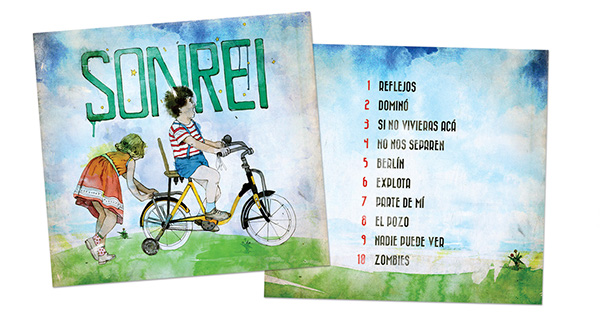 SONREI
1 REFLEJOS
2 DOMINÓ
3 SI NO VIVIERAS ACÁ
4 NO NOS SEPAREN
5 BERLÍN
6 EXPLOTA
7 PARTE DE MÍ
8 EL POZO
9 NADIE PUEDE VER
10 ZOMBIES